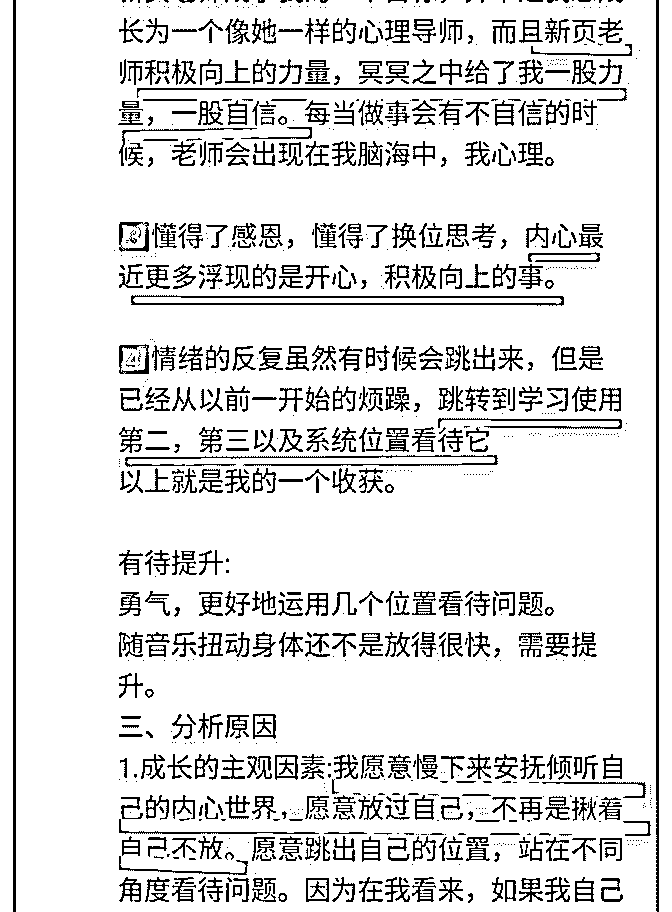 长为一个像她一样的心理导师，而且新页老
师积极向上的力量，冥冥之中给了我一股力
量，一股自信。每当做事会有不自信的时
候，老师会出现在我脑海中，我心理。
懂得了感恩，懂得了换位思考，内心最
近更多浮现的是开心，积极向上的事。
4情绪的反复虽然有时候会跳出来，但是
已经从以前一开始的烦躁，跳转到学习使用
第二，第三以及系统位置看待它
以上就是我的一个收获。
有待提升:
勇气，更好地运用几个位置看待问题。
随音乐扭动身体还不是放得很快，需要提
升。
三、分析原因
1.成长的主观因素:我愿意慢下来安抚倾听自
己的内心世界，愿意放过自己，不再是揪着
自己不放。愿意跳出自己的位置，站在不同
角度看待问题。因为在我看来，如果我自己